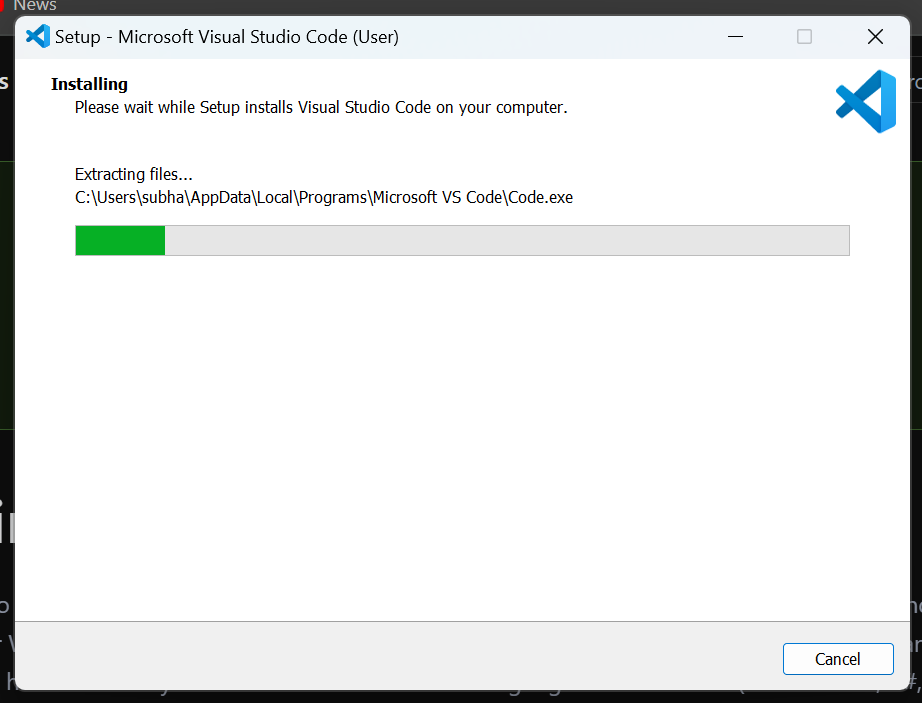 News
Setup - Microsoft Visual Studio Code (User)
Installing
Please wait while Setup installs Visual Studio Code on your computer.
Extracting files...
C:\Users\subha\AppData\Local\Programs\Microsoft VS Code\Code.exe
Cancel